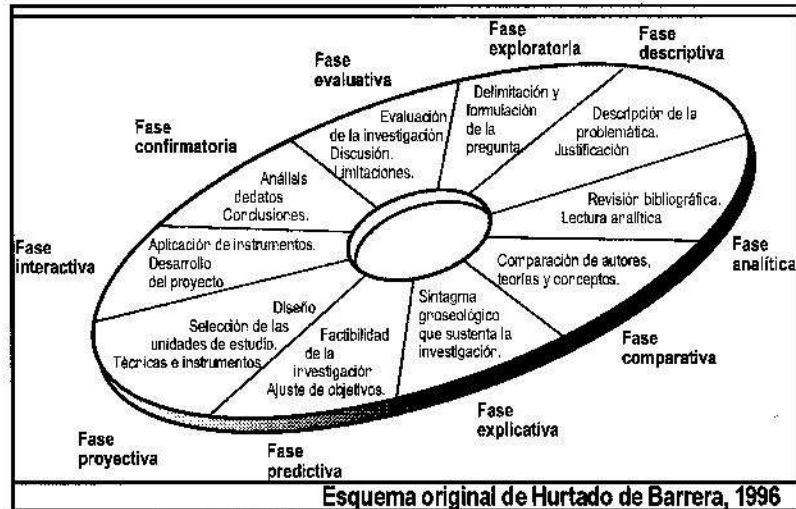 Fase
exploratoria
Delimitación y
formulación
de la
pregunta.
Fase
descriptiva
Descripción de la
problemática.
Justificación
Fase
analítica
Revisión bibliográfica.
Lectura analítica
Fase
comparativa
Comparación de autores,
teorías y conceptos.
Fase
explicativa
Sintagma
gnoseológico
que sustenta la
investigación.
Fase
predictiva
Factibilidad
de la
investigación
Ajuste de objetivos.
Fase
proyectiva
Diseño
Selección de las
unidades de estudio.
Técnicas e instrumentos.
Fase
interactiva
Aplicación de instrumentos.
Desarrollo
del proyecto
Fase
confirmatoria
Análisis
dedatos
Conclusiones.
Fase
evaluativa
Evaluación
de la investigación
Discusión.
Limitaciones.
Esquema original de Hurtado de Barrera, 1996